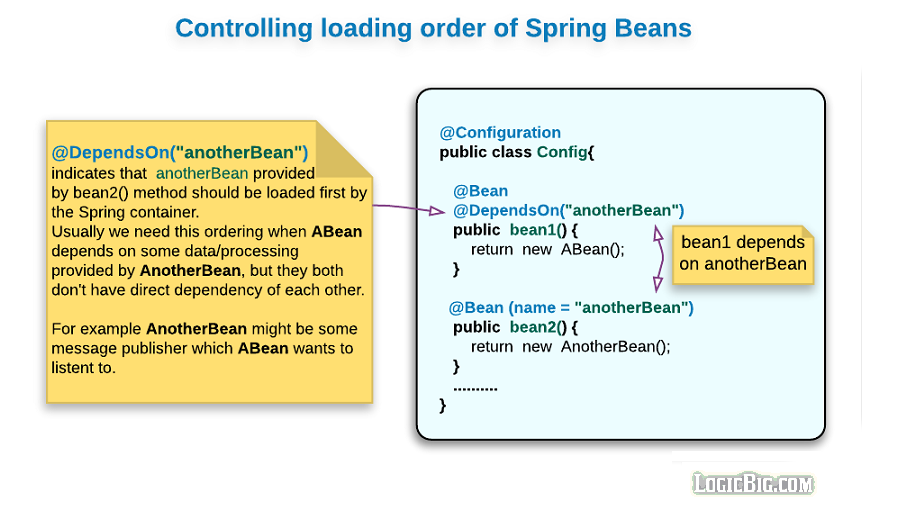 Controlling loading order of Spring Beans
@DependsOn("anotherBean")
indicates that anotherBean provided
by bean2() method should be loaded first by
the Spring container.
Usually we need this ordering when ABean
depends on some data/processing
provided by AnotherBean, but they both
don't have direct dependency of each other.
For example AnotherBean might be some
message publisher which ABean wants to
listent to.
@Configuration
public class Config{
@Bean
@DependsOn("anotherBean")
public bean1() {
return new ABean();
}
@Bean (name = "anotherBean")
public bean2() {
return new AnotherBean();
}
..........
}
bean1 depends
on anotherBean
LogicBig.com